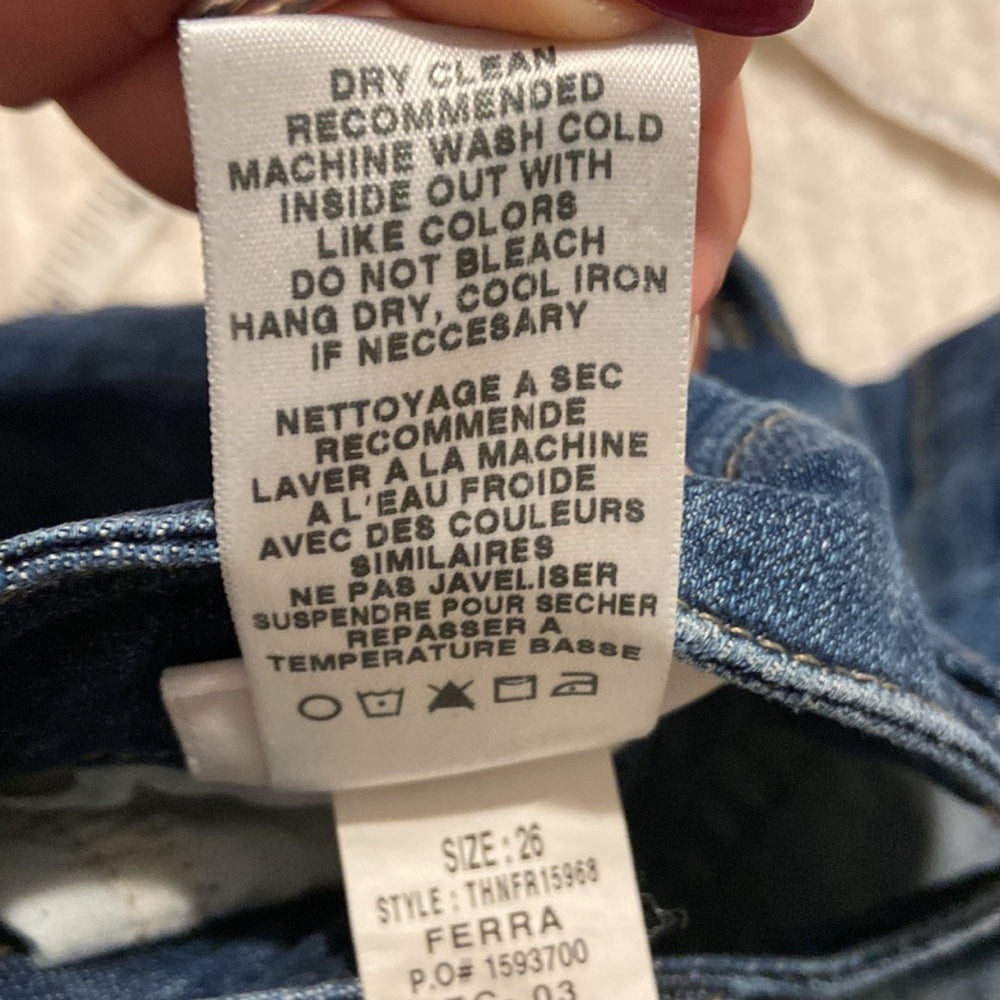 DRY CLEAN
RECOMMENDED
MACHINE WASH COLD
INSIDE OUT WITH
LIKE COLORS
DO NOT BLEACH
HANG DRY, COOL IRON
IF NECCESARY
NETTOYAGE A SEC
RECOMMENDE
LAVER A LA MACHINE
A L'EAU FROIDE
AVEC DES COULEURS
SIMILAIRES
NE PAS JAVELISER
SUSPENDRE POUR SECHER
REPASSER A
TEMPERATURE BASSE
SIZE : 26
STYLE : THNFR15968
FERRA
P.O# 1593700
03